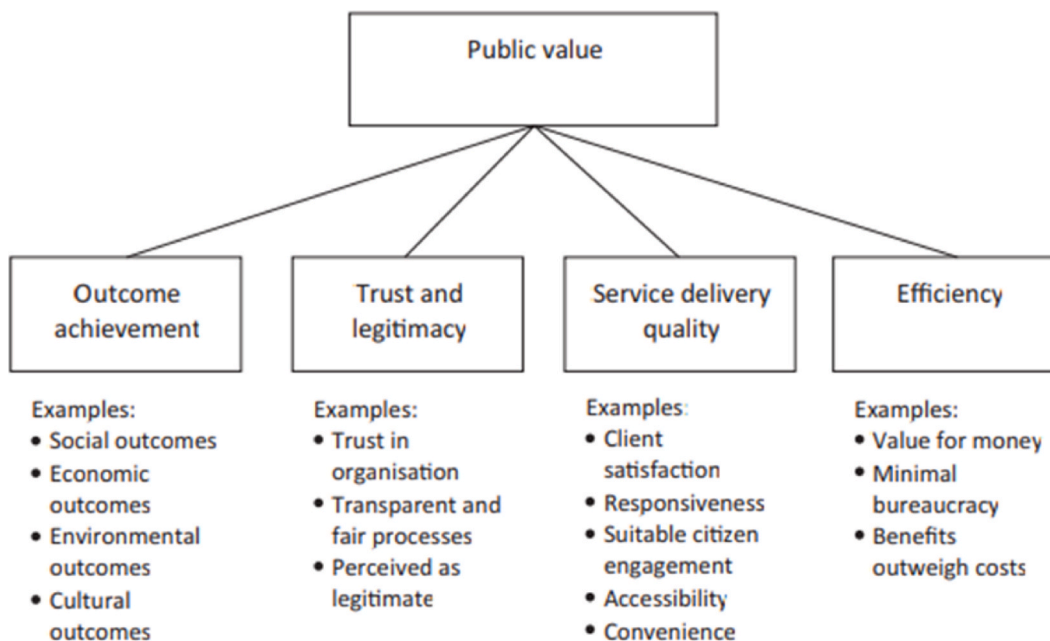 Public value
Outcome
achievement
Trust and
legitimacy
Service delivery
quality
Efficiency
Examples:
• Social outcomes
• Economic
outcomes
• Environmental
outcomes
• Cultural
outcomes
Examples:
• Trust in
organisation
• Transparent and
fair processes
• Perceived as
legitimate
Examples:
• Client
satisfaction
• Responsiveness
• Suitable citizen
engagement
• Accessibility
• Convenience
Examples:
• Value for money
• Minimal
bureaucracy
• Benefits
outweigh costs